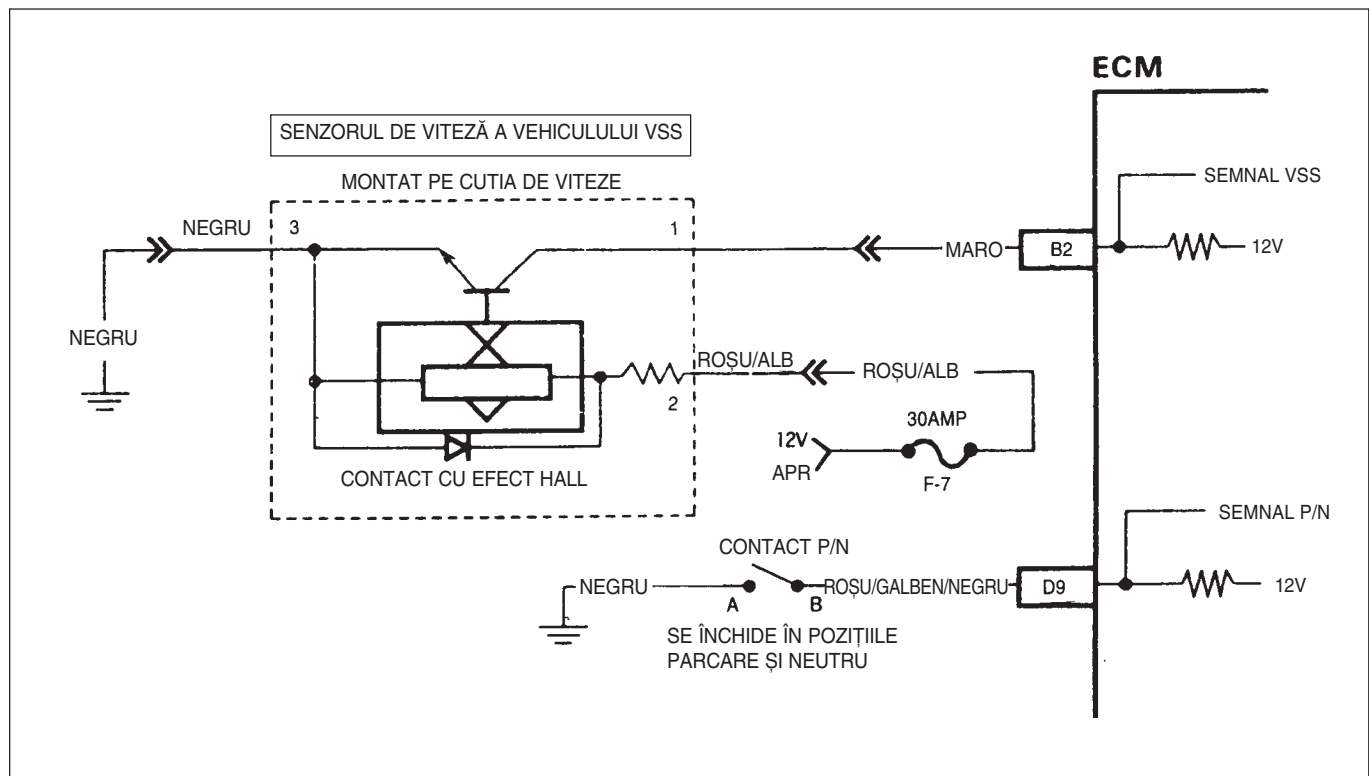 ECM
SENZORUL DE VITEZĂ A VEHICULULUI VSS
MONTAT PE CUTIA DE VITEZE
SEMNAL VSS
NEGRU
3
1
MARO
B2
12V
NEGRU
ROȘU/ALB
2
ROȘU/ALB
30AMP
12V
APR
F-7
CONTACT CU EFECT HALL
SEMNAL P/N
CONTACT P/N
NEGRU
A
B
ROȘU/GALBEN/NEGRU
D9
12V
SE ÎNCHIDE ÎN POZIȚIILE
PARCARE ȘI NEUTRU